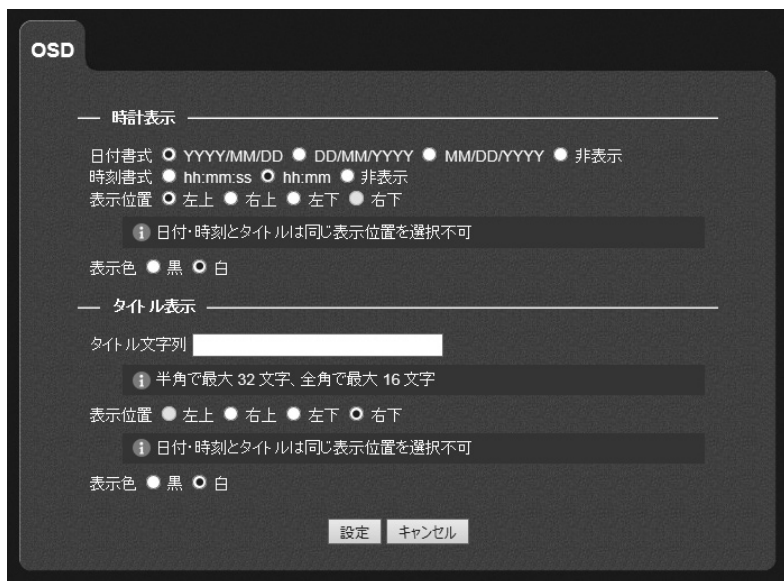 OSD
時計表示
日付書式 YYYY/MM/DD DD/MM/YYYY MM/DD/YYYY 非表示
時刻書式 hh:mm:ss hh:mm 非表示
表示位置 左上 右上 左下 右下
i 日付・時刻とタイトルは同じ表示位置を選択不可
表示色 黒 白
タイトル表示
タイトル文字列
i 半角で最大 32 文字、全角で最大 16 文字
表示位置 左上 右上 左下 右下
i 日付・時刻とタイトルは同じ表示位置を選択不可
表示色 黒 白
設定 キャンセル